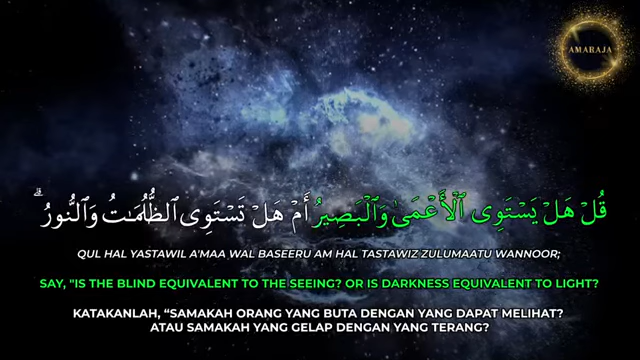 AMARAJA
قُلْ هَلْ يَسْتَوِى ٱلْأَعْمَىٰ وَٱلْبَصِيرُ أَمْ هَلْ تَسْتَوِى ٱلظُّلُمَـٰتُ وَٱلنُّورُ ۗ
QUL HAL YASTAWIL A'MAA WAL BASEERU AM HAL TASTAWIZ ZULUMAATU WANNOOR;
SAY, "IS THE BLIND EQUIVALENT TO THE SEEING? OR IS DARKNESS EQUIVALENT TO LIGHT?
KATAKANLAH, “SAMAKAH ORANG YANG BUTA DENGAN YANG DAPAT MELIHAT?
ATAU SAMAKAH YANG GELAP DENGAN YANG TERANG?